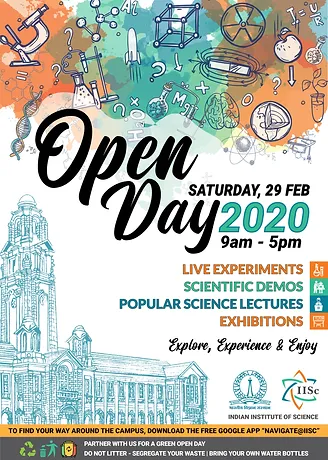 Open
Day
SATURDAY, 29 FEB
2020
9am - 5pm
LIVE EXPERIMENTS
SCIENTIFIC DEMOS
POPULAR SCIENCE LECTURES
EXHIBITIONS
Explore, Experience & Enjoy
IISc
INDIAN INSTITUTE OF SCIENCE
TO FIND YOUR WAY AROUND THE CAMPUS, DOWNLOAD THE FREE GOOGLE APP "NAVIGATE@IISC"
PARTNER WITH US FOR A GREEN OPEN DAY
DO NOT LITTER - SEGREGATE YOUR WASTE | BRING YOUR OWN WATER BOTTLES